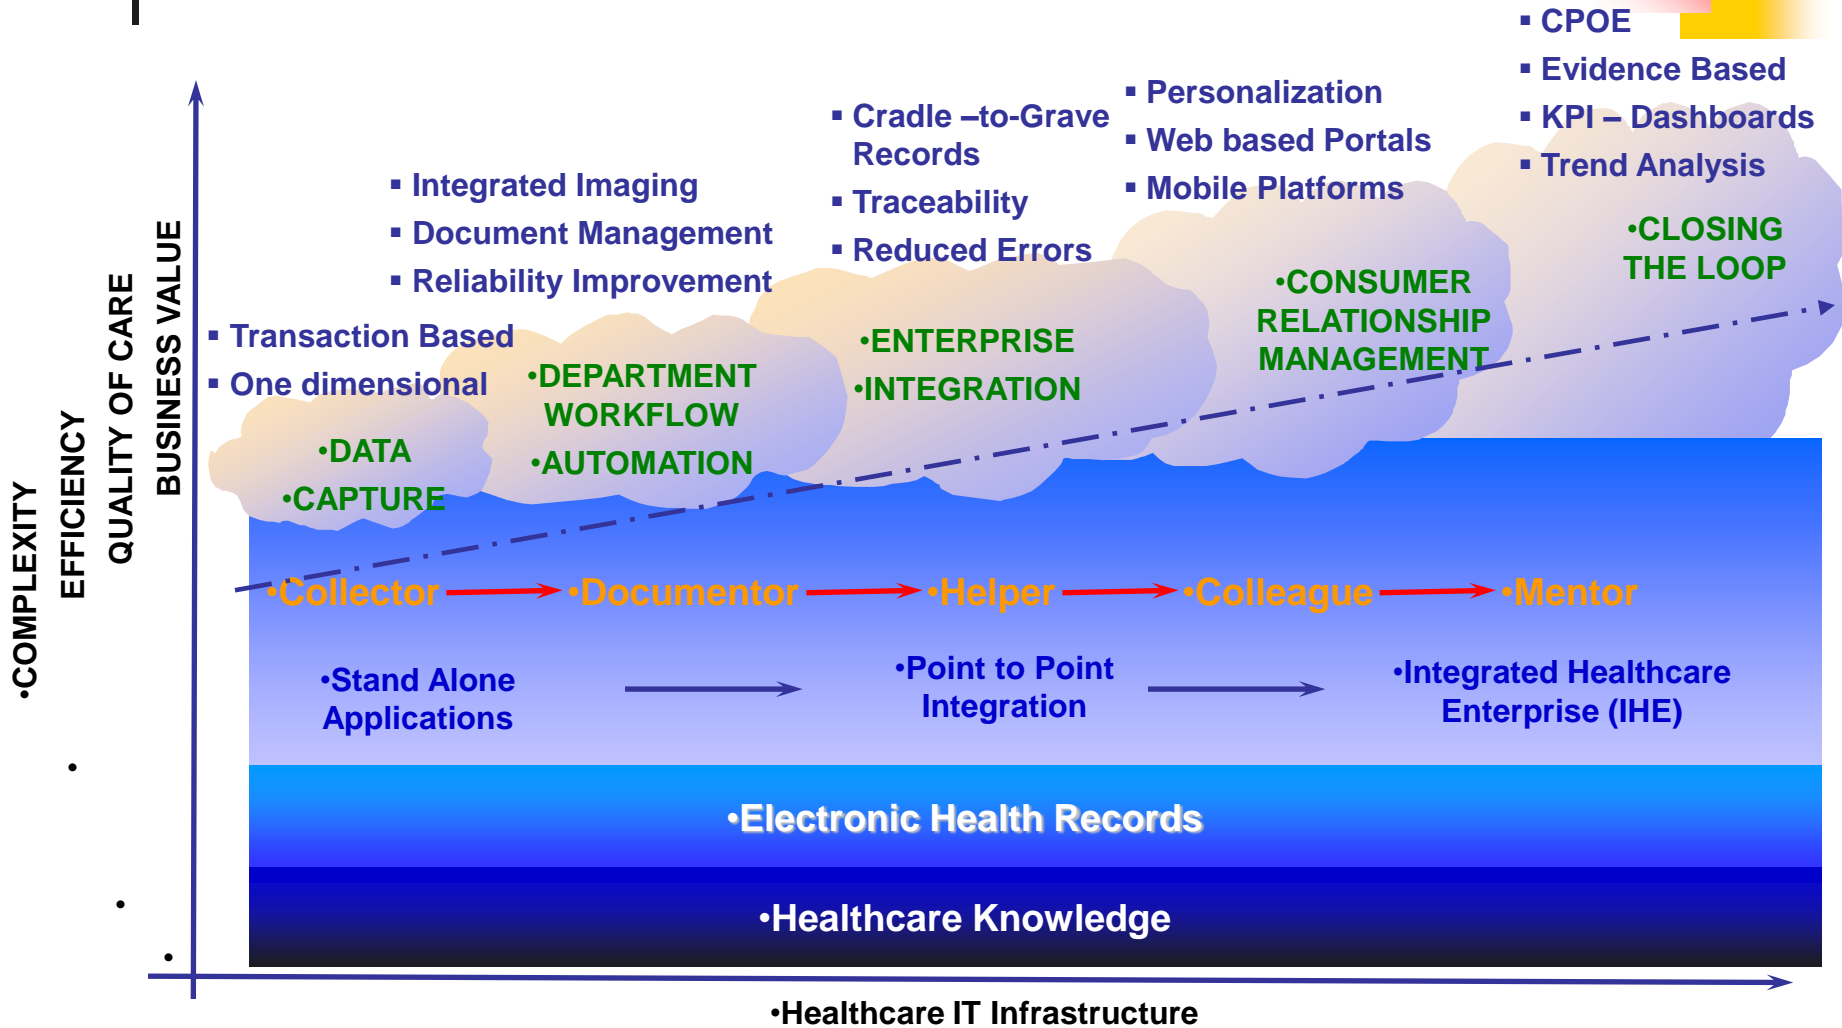 ▪ CPOE
▪ Evidence Based
▪ KPI – Dashboards
▪ Trend Analysis
▪ Personalization
▪ Web based Portals
▪ Mobile Platforms
▪ Cradle –to-Grave
Records
▪ Traceability
▪ Reduced Errors
▪ Integrated Imaging
▪ Document Management
▪ Reliability Improvement
▪ Transaction Based
▪ One dimensional
•DATA
•CAPTURE
•DEPARTMENT
WORKFLOW
•AUTOMATION
•ENTERPRISE
•INTEGRATION
•CONSUMER
RELATIONSHIP
MANAGEMENT
•CLOSING
THE LOOP
•COMPLEXITY
EFFICIENCY
QUALITY OF CARE
BUSINESS VALUE
•Collector
•Documentor
•Helper
•Colleague
•Mentor
•Stand Alone
Applications
•Point to Point
Integration
•Integrated Healthcare
Enterprise (IHE)
•Electronic Health Records
•Healthcare Knowledge
•Healthcare IT Infrastructure